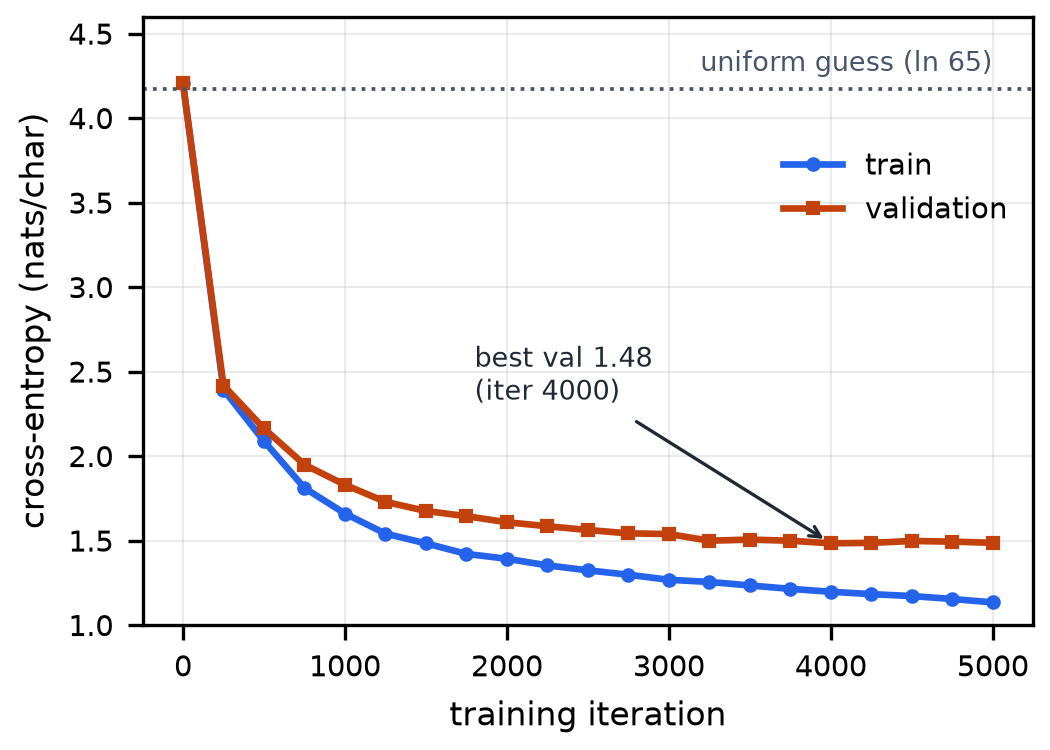 4.5
4.0
3.5
3.0
2.5
2.0
1.5
1.0
cross-entropy (nats/char)
uniform guess (ln 65)
train
validation
best val 1.48
(iter 4000)
0 1000 2000 3000 4000 5000
training iteration